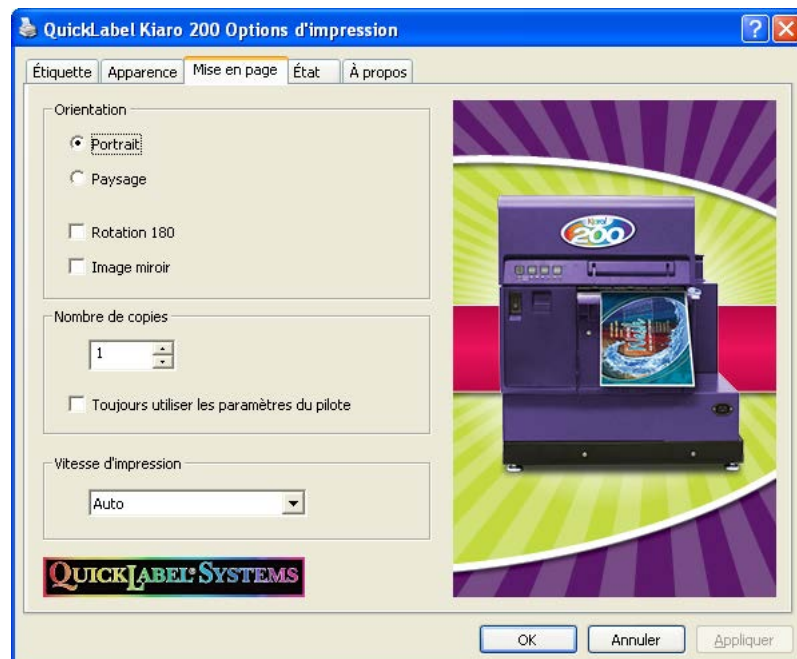 QuickLabel Kiaro 200 Options d'impression
Étiquette Apparence Mise en page État À propos
Orientation
Portrait
Paysage
Rotation 180
Image miroir
Nombre de copies
1
Toujours utiliser les paramètres du pilote
Vitesse d'impression
Auto
QUICKLABEL® SYSTEMS
Kiaro!
200
OK Annuler Appliquer